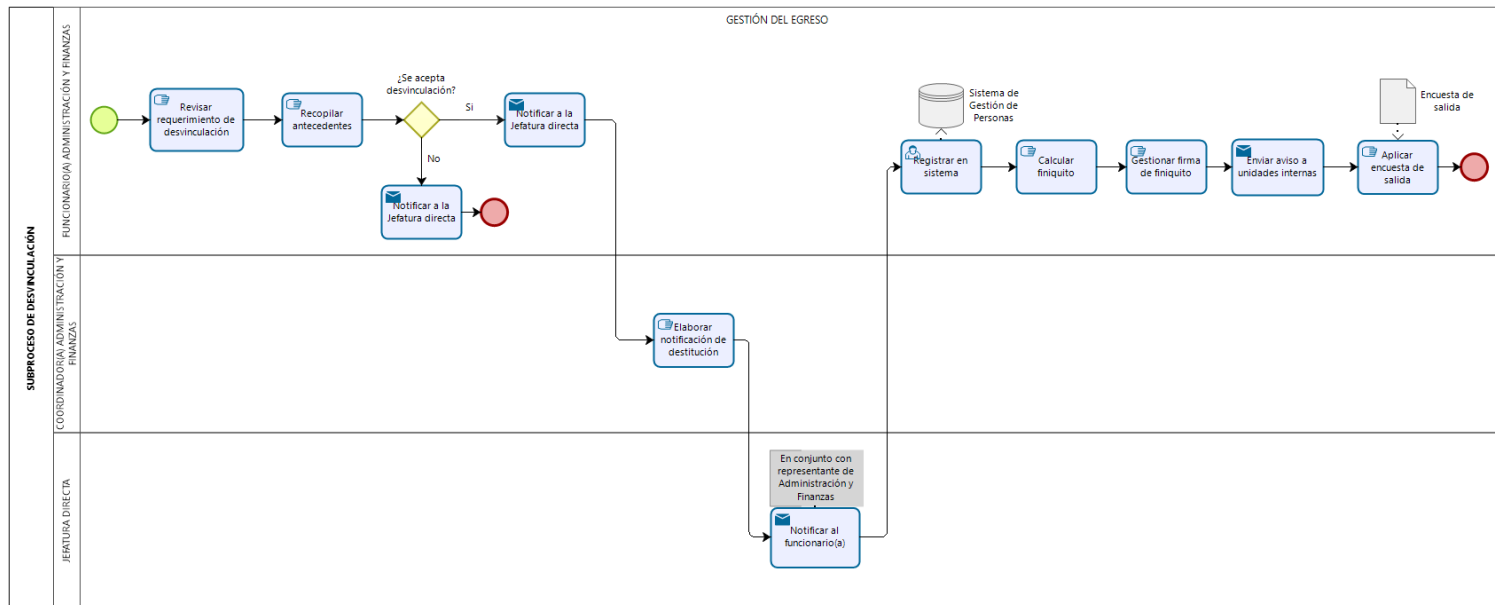 GESTIÓN DEL EGRESO
SUBPROCESO DE DESVINCULACIÓN
FUNCIONARIO(A) ADMINISTRACIÓN Y FINANZAS
¿Se acepta
desvinculación?
Revisar
requerimiento de
desvinculación
Recopilar
antecedentes
Si
Notificar a la
Jefatura directa
No
Notificar a la
Jefatura directa
Sistema de
Gestión de
Personas
Registrar en
sistema
Calcular
finiquito
Gestionar firma
de finiquito
Enviar aviso a
unidades internas
Encuesta de
salida
Aplicar
encuesta de
salida
COORDINADOR(A) ADMINISTRACIÓN Y
FINANZAS
Elaborar
notificación de
destitución
JEFATURA DIRECTA
En conjunto con
representante de
Administración y
Finanzas
Notificar al
funcionario(a)